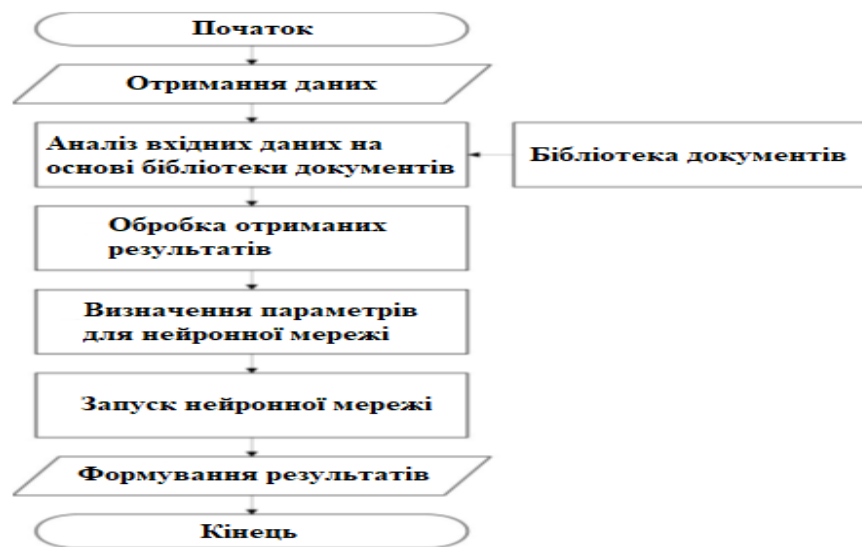 Початок
Отримання даних
Аналіз вхідних даних на
основі бібліотеки документів
Бібліотека документів
Обробка отриманих
результатів
Визначення параметрів
для нейронної мережі
Запуск нейронної мережі
Формування результатів
Кінець